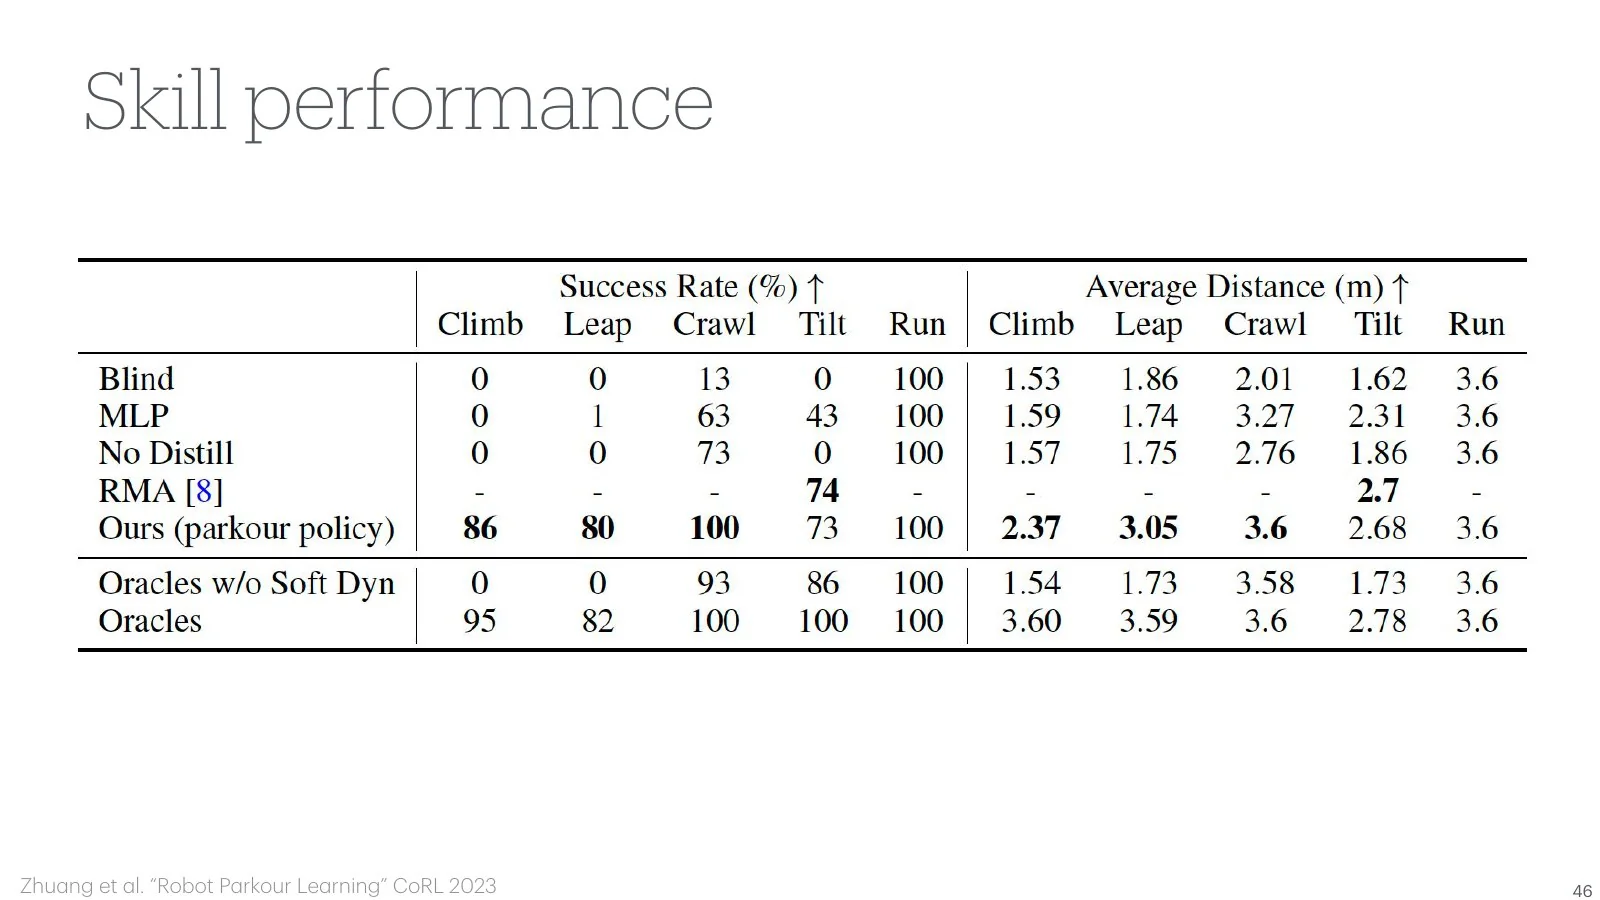 Skill performance
Success Rate (%) ↑ Average Distance (m) ↑
Climb Leap Crawl Tilt Run Climb Leap Crawl Tilt Run
Blind 0 0 13 0 100 1.53 1.86 2.01 1.62 3.6
MLP 0 1 63 43 100 1.59 1.74 3.27 2.31 3.6
No Distill 0 0 73 0 100 1.57 1.75 2.76 1.86 3.6
RMA [8] - - - 74 - - - - 2.7 -
Ours (parkour policy) 86 80 100 73 100 2.37 3.05 3.6 2.68 3.6
Oracles w/o Soft Dyn 0 0 93 86 100 1.54 1.73 3.58 1.73 3.6
Oracles 95 82 100 100 100 3.60 3.59 3.6 2.78 3.6
Zhuang et al. “Robot Parkour Learning” CoRL 2023
46